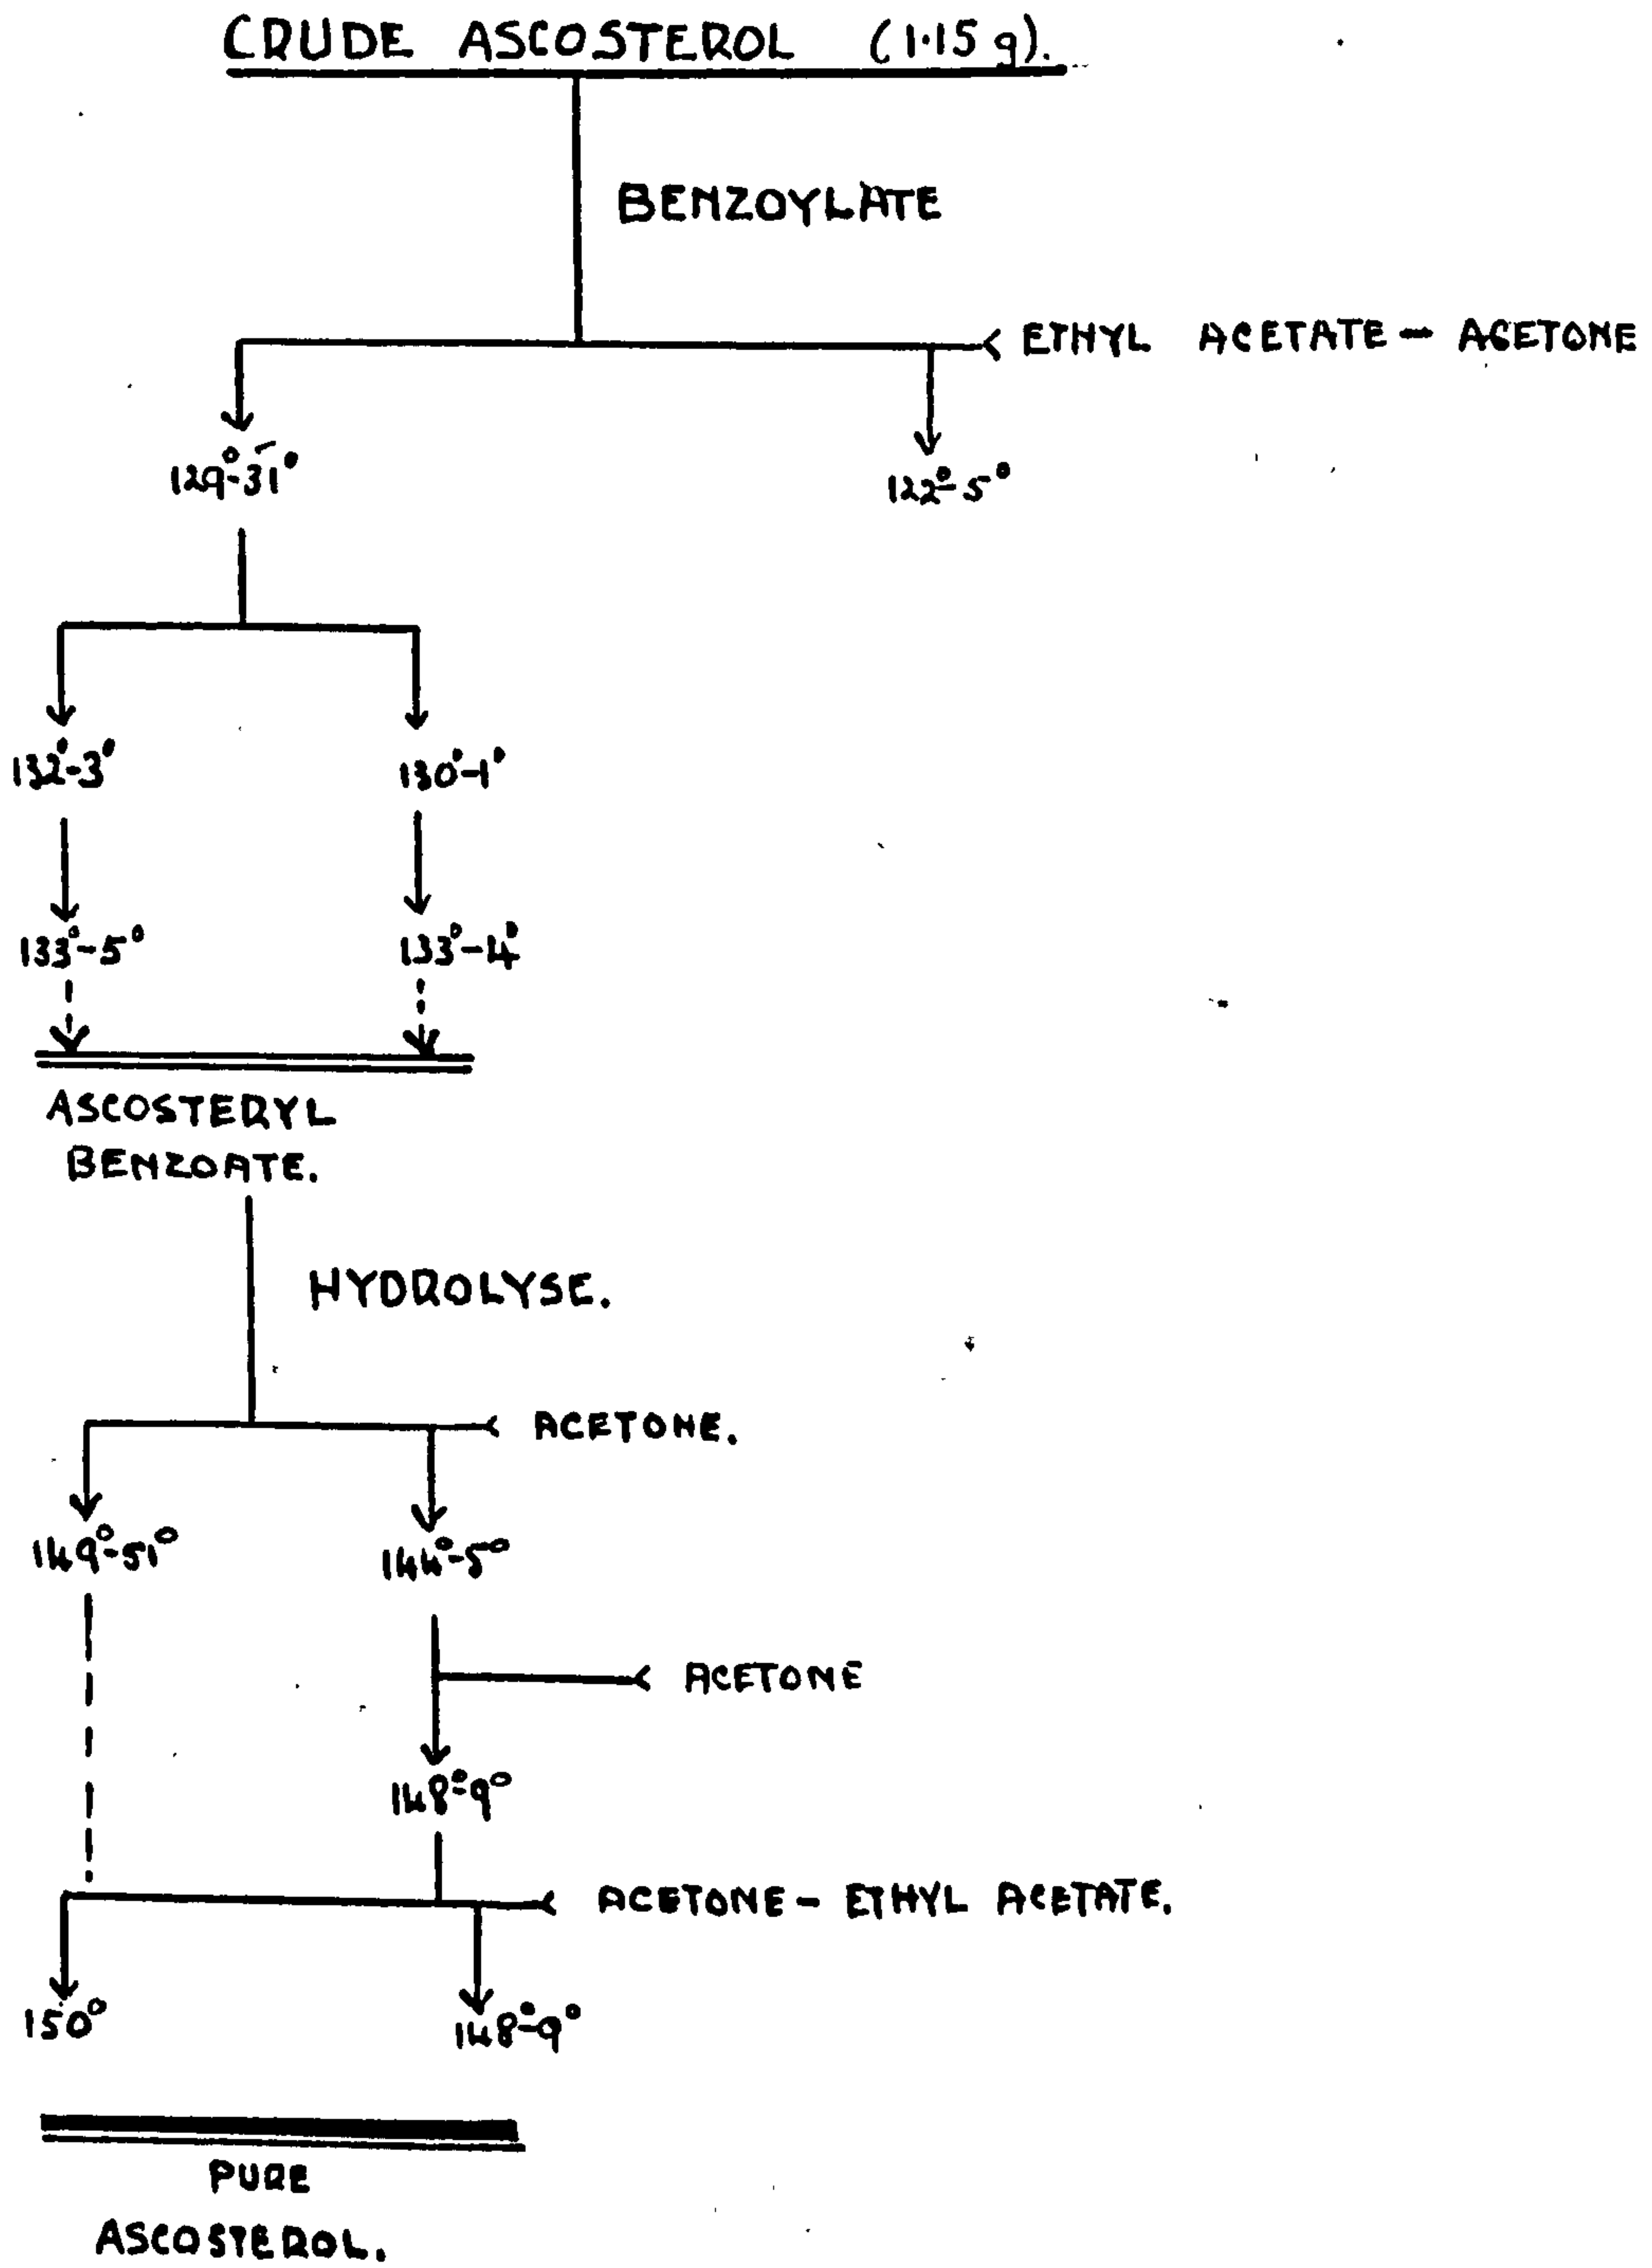 CRUDE ASCOSTEROL (1·15 g).
BENZOYLATE
ETHYL ACETATE - ACETONE
129°-31°
122°-5°
132°-3°
130°-1°
133°-5°
133°-4°
ASCOSTERYL
BENZOATE.
HYDROLYSE.
ACETONE.
149°-51°
144°-5°
ACETONE
148°-9°
ACETONE - ETHYL ACETATE.
150°
148°-9°
PURE
ASCOSTEROL.